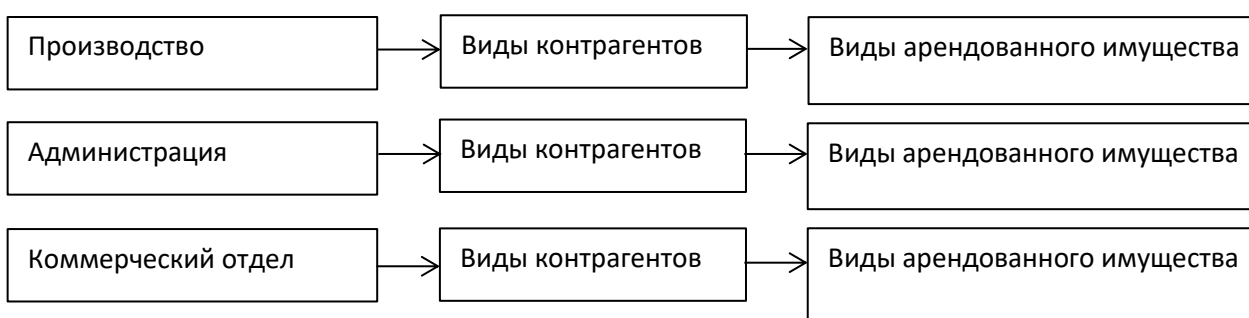 Производство
Виды контрагентов
Виды арендованного имущества
Администрация
Виды контрагентов
Виды арендованного имущества
Коммерческий отдел
Виды контрагентов
Виды арендованного имущества